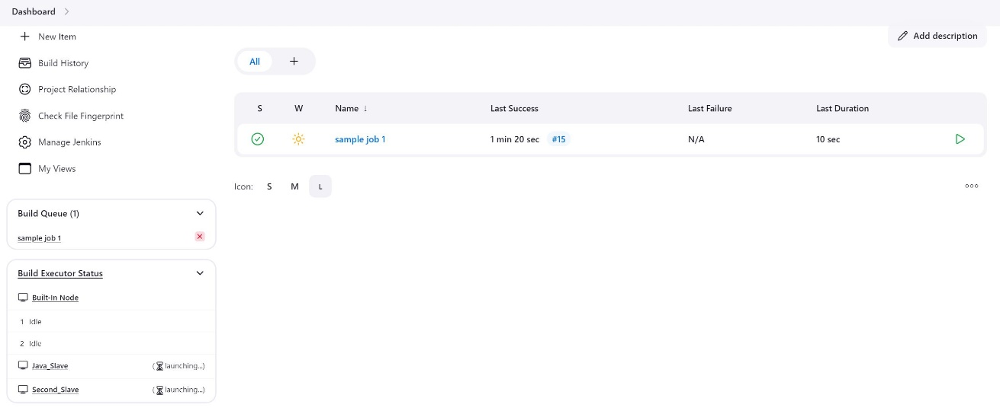 Dashboard
New Item
Build History
Project Relationship
Check File Fingerprint
Manage Jenkins
My Views
Build Queue (1)
sample job 1
Build Executor Status
Built-In Node
1 Idle
2 Idle
Java_Slave (launching...)
Second_Slave (launching...)
Add description
All +
S W Name ↓ Last Success Last Failure Last Duration
sample job 1 1 min 20 sec #15 N/A 10 sec
Icon: S M L